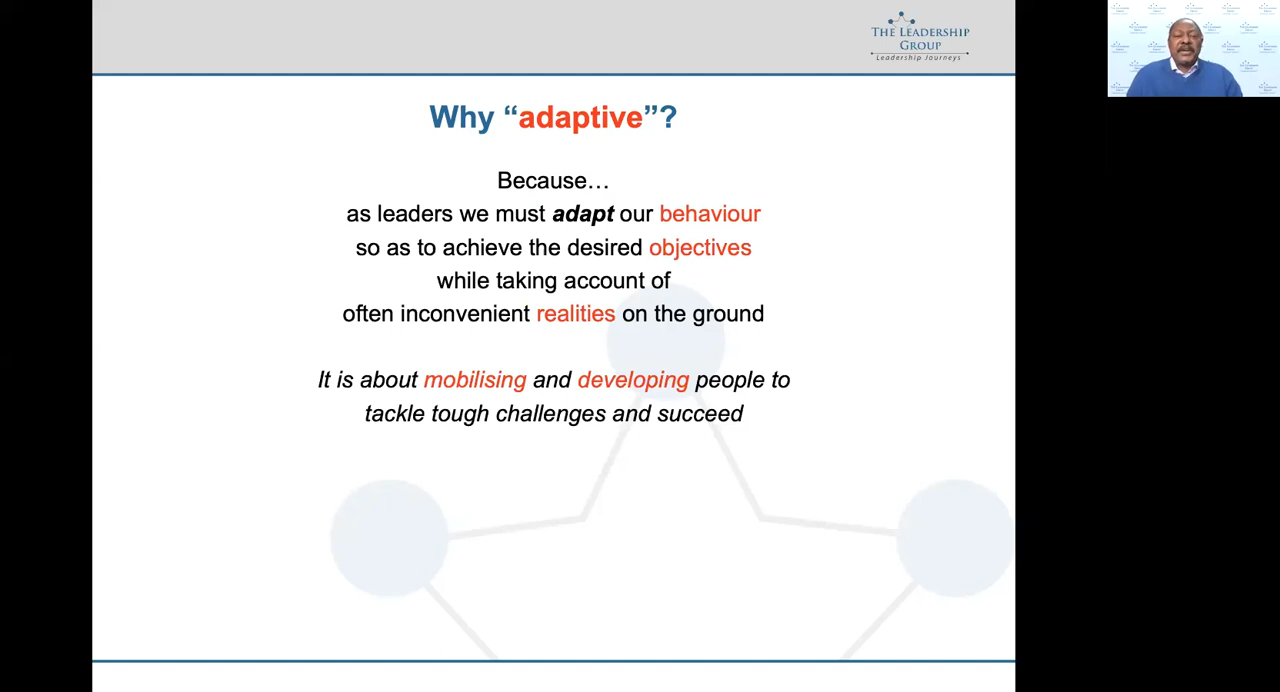 THE LEADERSHIP
GROUP
Leadership Journeys
Why “adaptive”?
Because…
as leaders we must adapt our behaviour
so as to achieve the desired objectives
while taking account of
often inconvenient realities on the ground
It is about mobilising and developing people to
tackle tough challenges and succeed